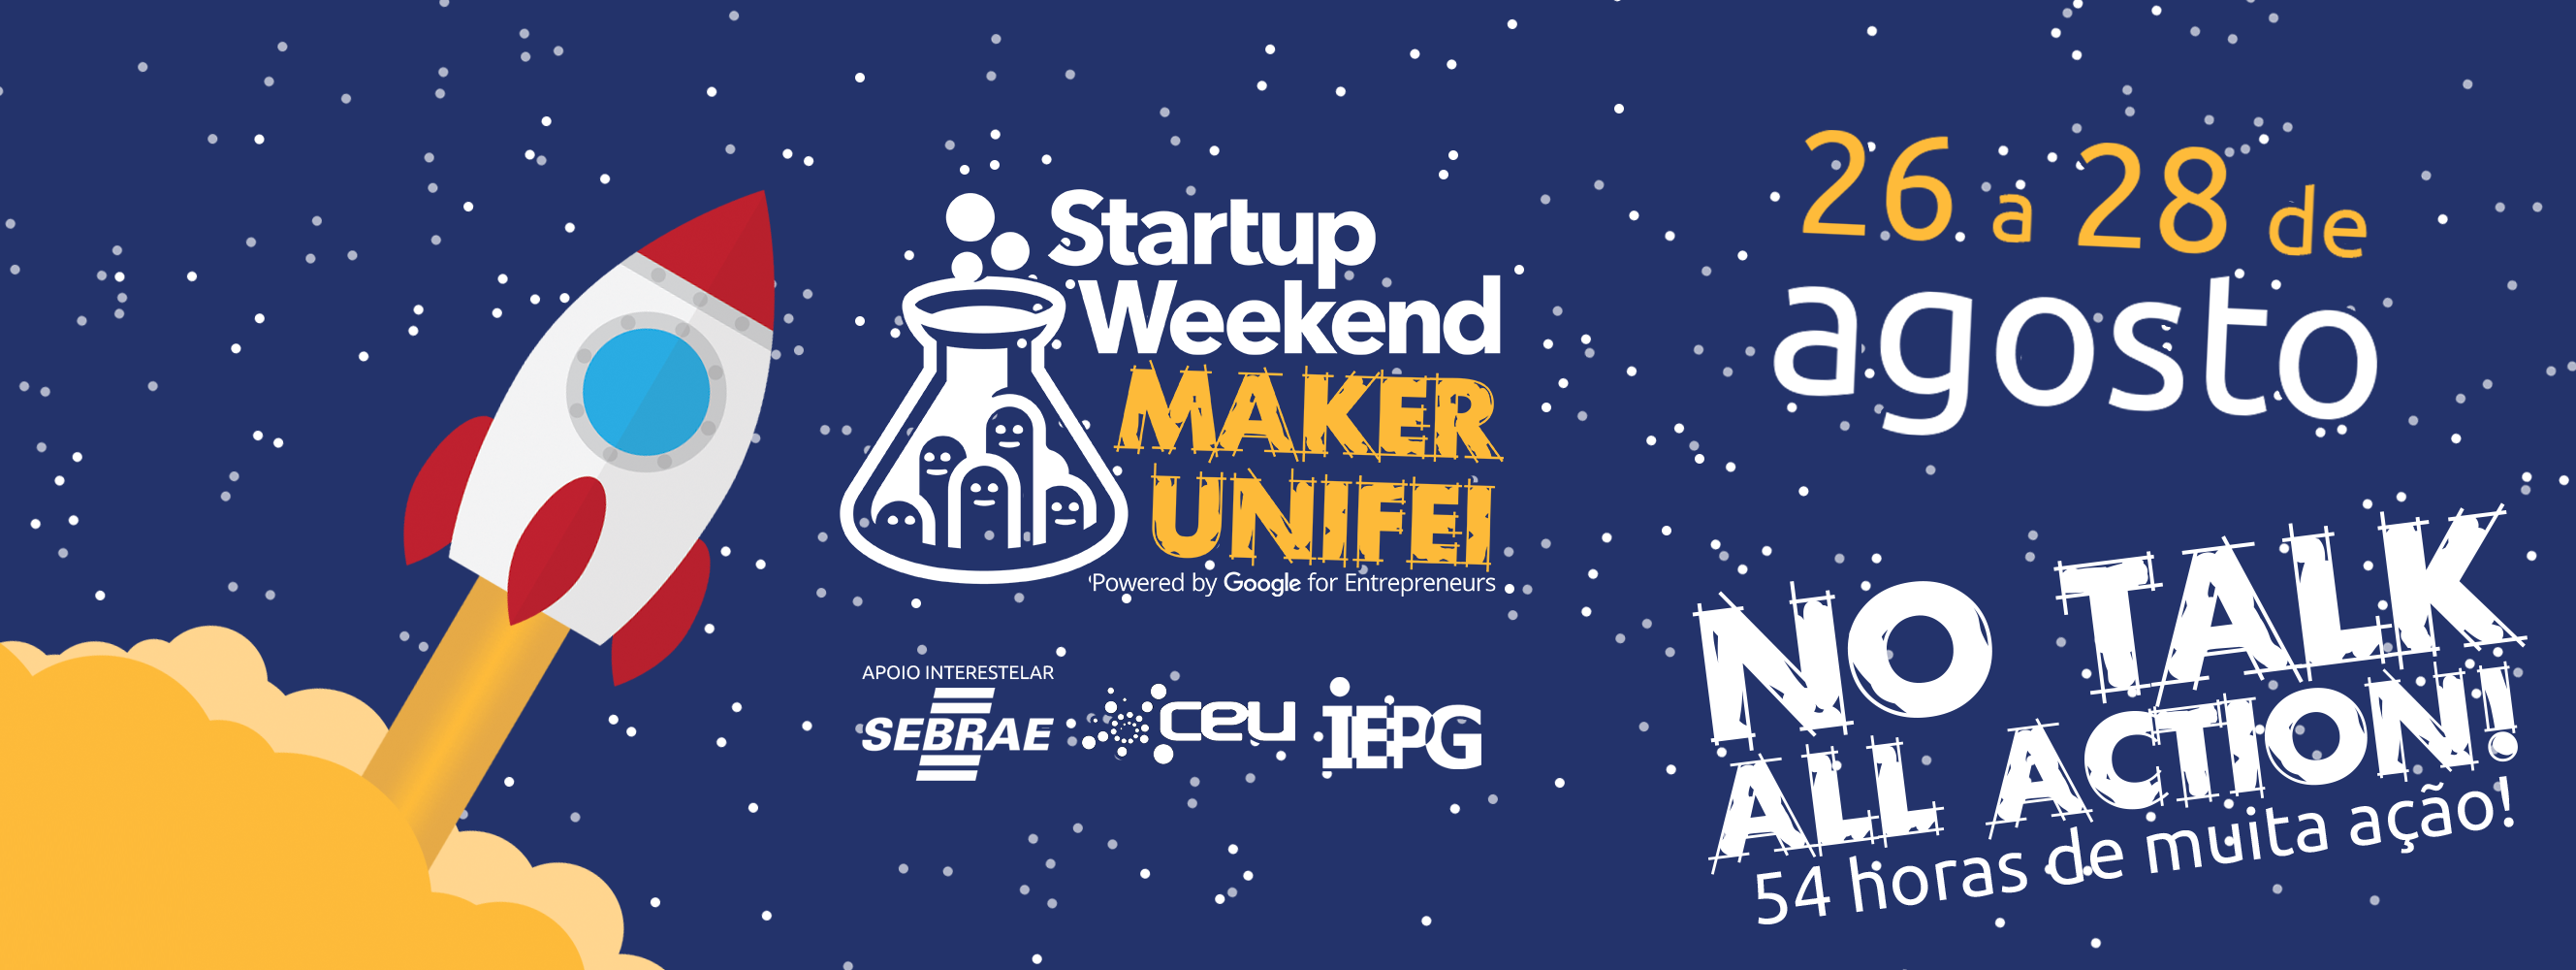 Startup
Weekend
MAKER
UNIFEI
Powered by Google for Entrepreneurs
APOIO INTERESTELAR
SEBRAE
ceu
IEPG
26 a 28 de
agosto
NO TALK
ALL ACTION!
54 horas de muita ação!